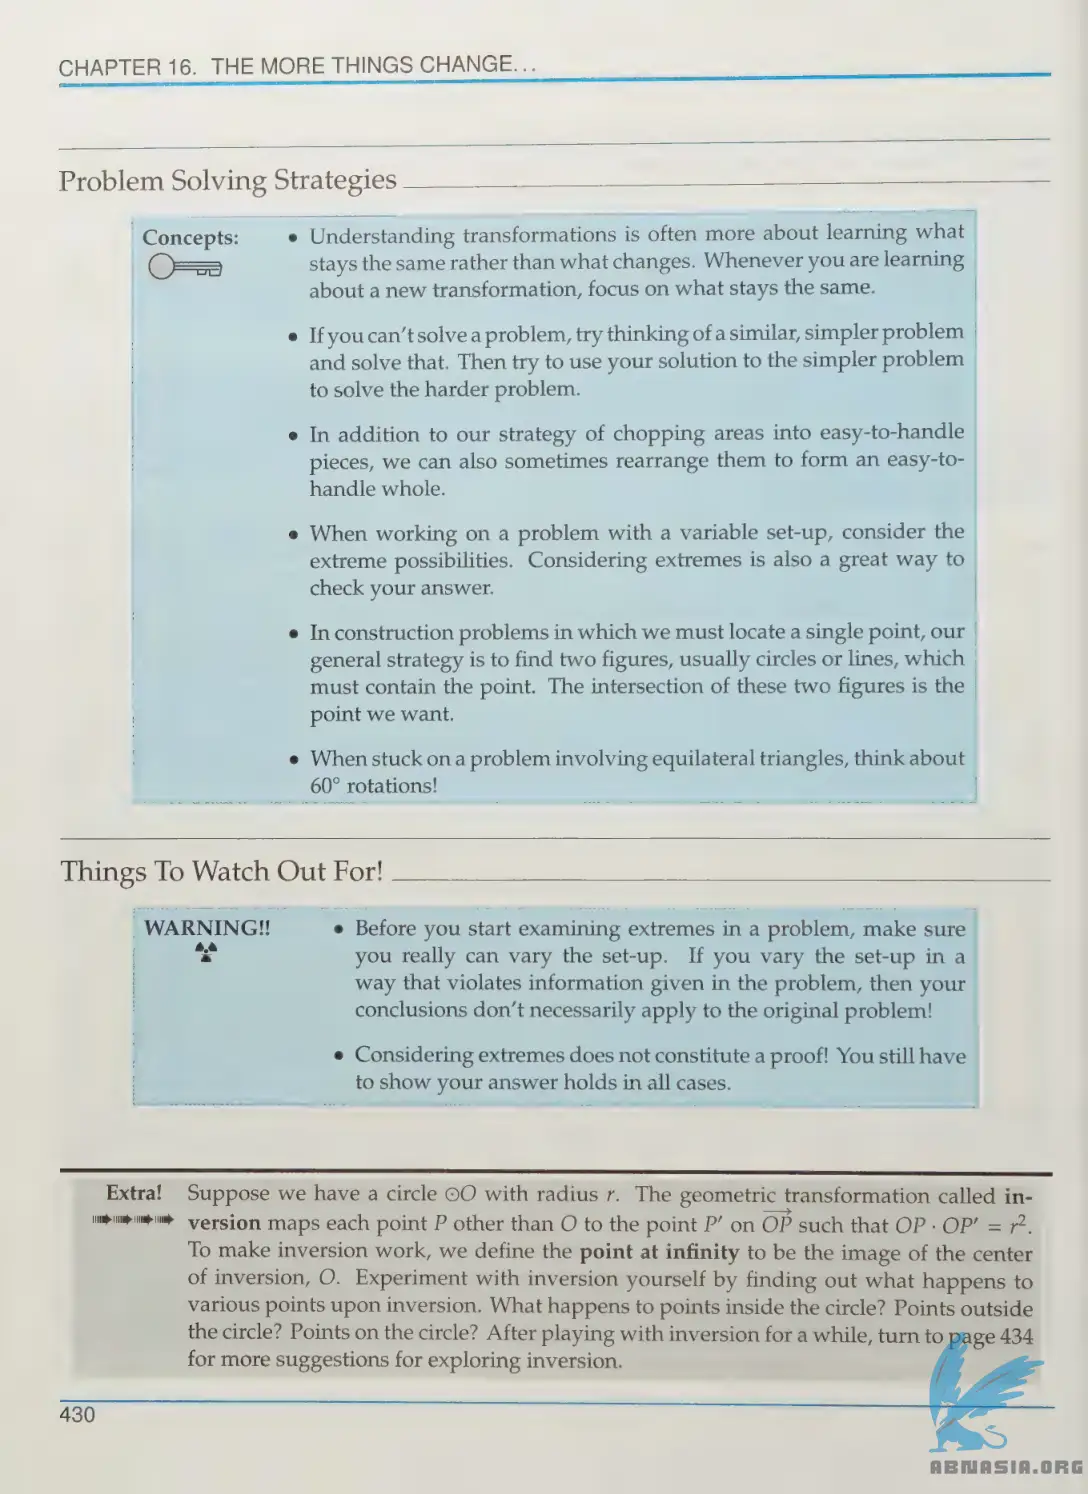 CHAPTER 16. THE MORE THINGS CHANGE...
Problem Solving Strategies
Concepts:
• Understanding transformations is often more about learning what
stays the same rather than what changes. Whenever you are learning
about a new transformation, focus on what stays the same.
• If you can't solve a problem, try thinking of a similar, simpler problem
and solve that. Then try to use your solution to the simpler problem
to solve the harder problem.
• In addition to our strategy of chopping areas into easy-to-handle
pieces, we can also sometimes rearrange them to form an easy-to-
handle whole.
• When working on a problem with a variable set-up, consider the
extreme possibilities. Considering extremes is also a great way to
check your answer.
• In construction problems in which we must locate a single point, our
general strategy is to find two figures, usually circles or lines, which
must contain the point. The intersection of these two figures is the
point we want.
• When stuck on a problem involving equilateral triangles, think about
60° rotations!
Things To Watch Out For!
WARNING!!
• Before you start examining extremes in a problem, make sure
you really can vary the set-up. If you vary the set-up in a
way that violates information given in the problem, then your
conclusions don't necessarily apply to the original problem!
• Considering extremes does not constitute a proof! You still have
to show your answer holds in all cases.
Extra! Suppose we have a circle ⊙O with radius r. The geometric transformation called in-
version maps each point P other than O to the point P' on $\overrightarrow{OP}$ such that OP · OP' = r².
To make inversion work, we define the point at infinity to be the image of the center
of inversion, O. Experiment with inversion yourself by finding out what happens to
various points upon inversion. What happens to points inside the circle? Points outside
the circle? Points on the circle? After playing with inversion for a while, turn to page 434
for more suggestions for exploring inversion.
430
ABNASIA.ORG